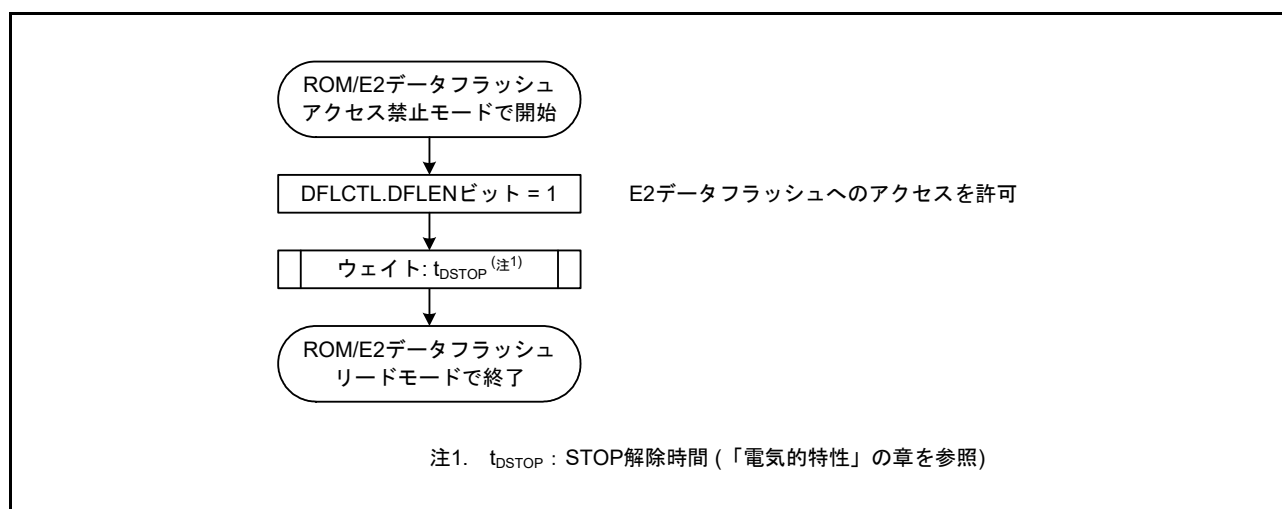 ROM/E2データフラッシュ
アクセス禁止モードで開始
DFLCTL.DFLENビット = 1
E2データフラッシュへのアクセスを許可
ウェイト: tDSTOP (注1)
ROM/E2データフラッシュ
リードモードで終了
注1. tDSTOP : STOP解除時間 (「電気的特性」の章を参照)